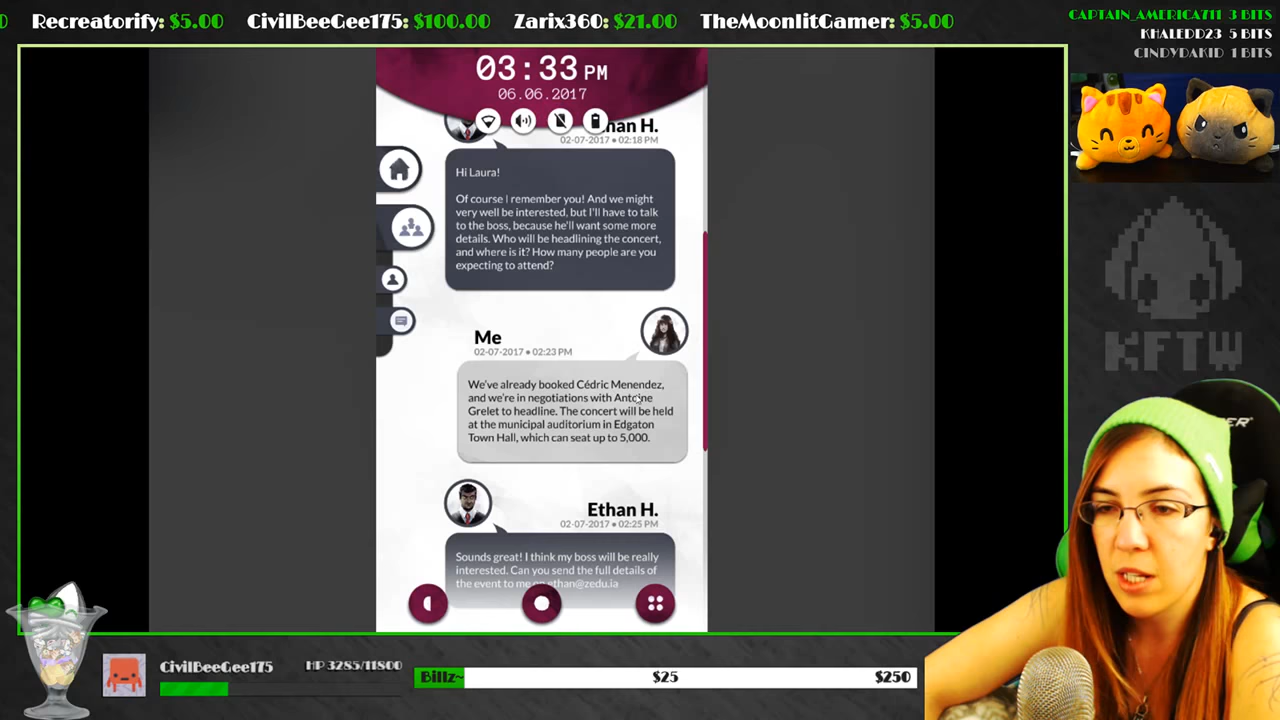 Recreatorify: $5.00 CivilBeeGee175: $100.00 Zarix360: $21.00 TheMoonlitGamer: $5.00
CAPTAIN_AMERICA711 3 BITS
KHALEDD23 5 BITS
CINDYDAKID 1 BITS
03:33 PM
06.06.2017
han H.
02-07-2017 • 02:18 PM
Hi Laura!
Of course I remember you! And we might
very well be interested, but I'll have to talk
to the boss, because he'll want some more
details. Who will be headlining the concert,
and where is it? How many people are you
expecting to attend?
Me
02-07-2017 • 02:23 PM
We've already booked Cédric Menendez,
and we're in negotiations with Antoine
Grelet to headline. The concert will be held
at the municipal auditorium in Edgaton
Town Hall, which can seat up to 5,000.
Ethan H.
02-07-2017 • 02:25 PM
Sounds great! I think my boss will be really
interested. Can you send the full details of
the event to me on ethan@zedu.ia
KFTW
CivilBeeGee175 HP 3285/11800
Billz~ $25 $250